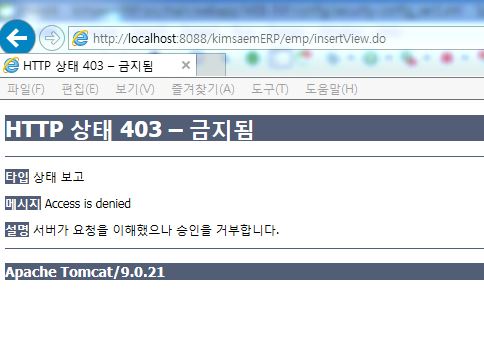 http://localhost:8088/kimsaemERP/emp/insertView.do
HTTP 상태 403 – 금지됨
파일(F) 편집(E) 보기(V) 즐겨찾기(A) 도구(T) 도움말(H)
HTTP 상태 403 – 금지됨
타입 상태 보고
메시지 Access is denied
설명 서버가 요청을 이해했으나 승인을 거부합니다.
Apache Tomcat/9.0.21